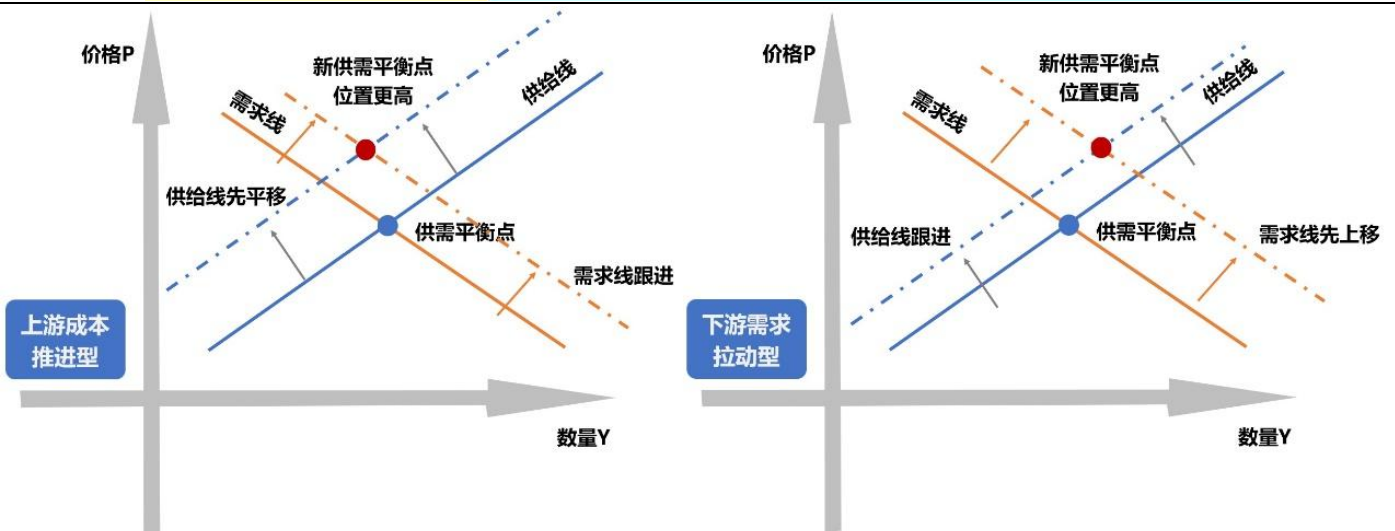 价格P
新供需平衡点
位置更高
需求线
供给线
供给线先平移
供需平衡点
需求线跟进
上游成本
推进型
数量Y
价格P
新供需平衡点
位置更高
需求线
供给线
供给线跟进
供需平衡点
需求线先上移
下游需求
拉动型
数量Y